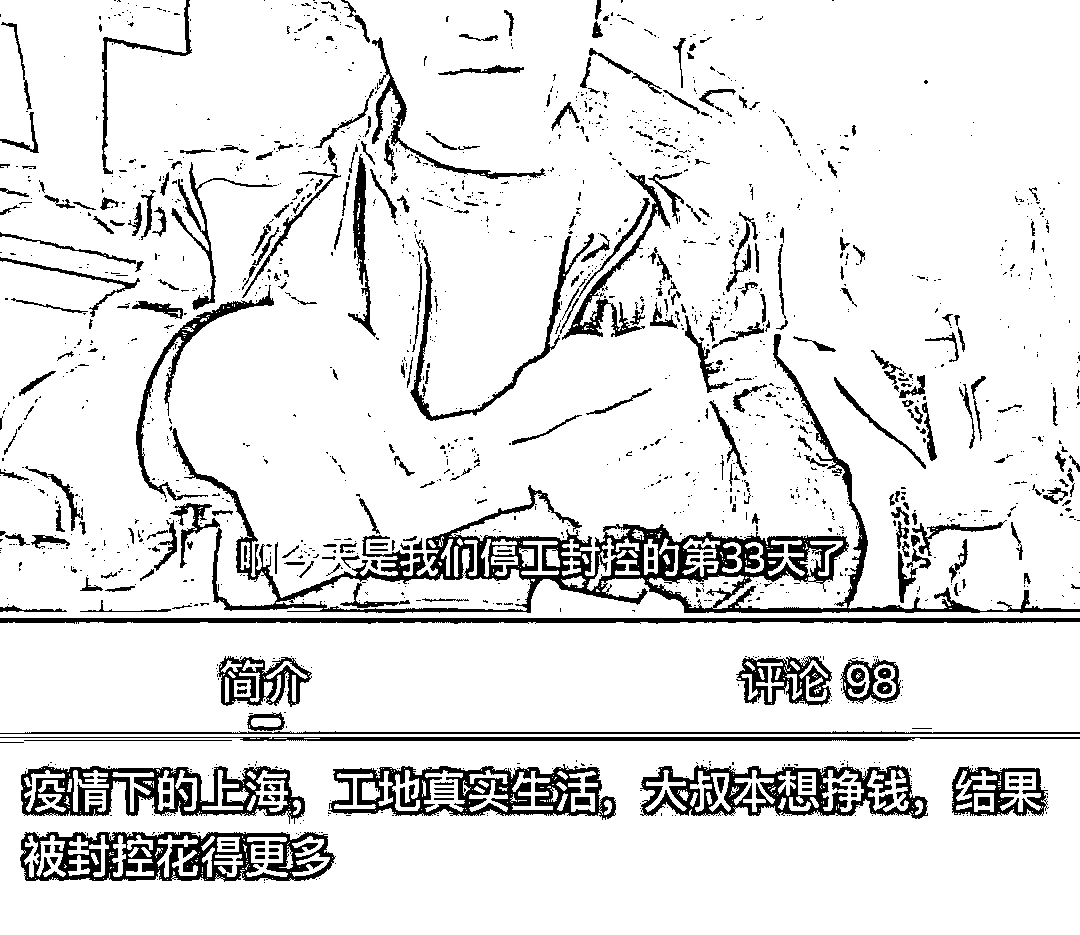 啊今天是我们停工封控的第33天了
简介
评论 98
疫情下的上海，工地真实生活，大叔本想挣钱，结果
被封控花得更多